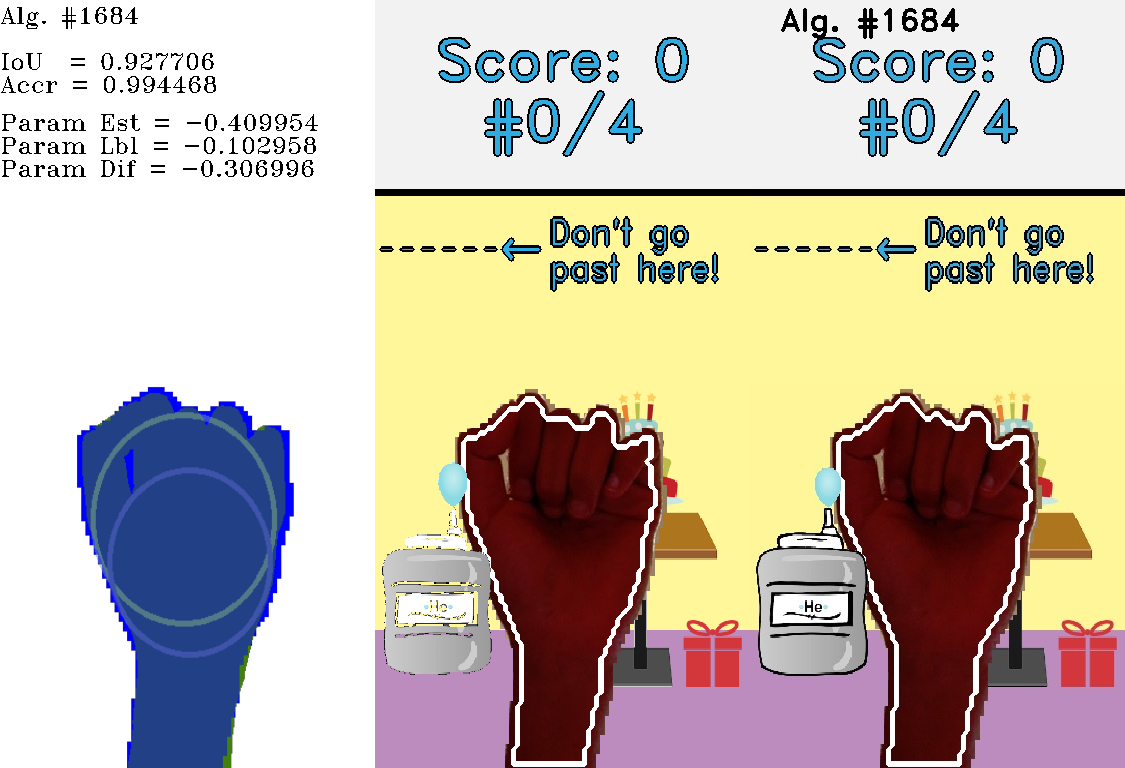 Alg. #1684
IoU = 0.927706
Accr = 0.994468
Param Est = −0.409954
Param Lbl = −0.102958
Param Dif = −0.306996
Score: 0
#0/4
Don't go
past here!
He
Alg. #1684
Score: 0
#0/4
Don't go
past here!
He